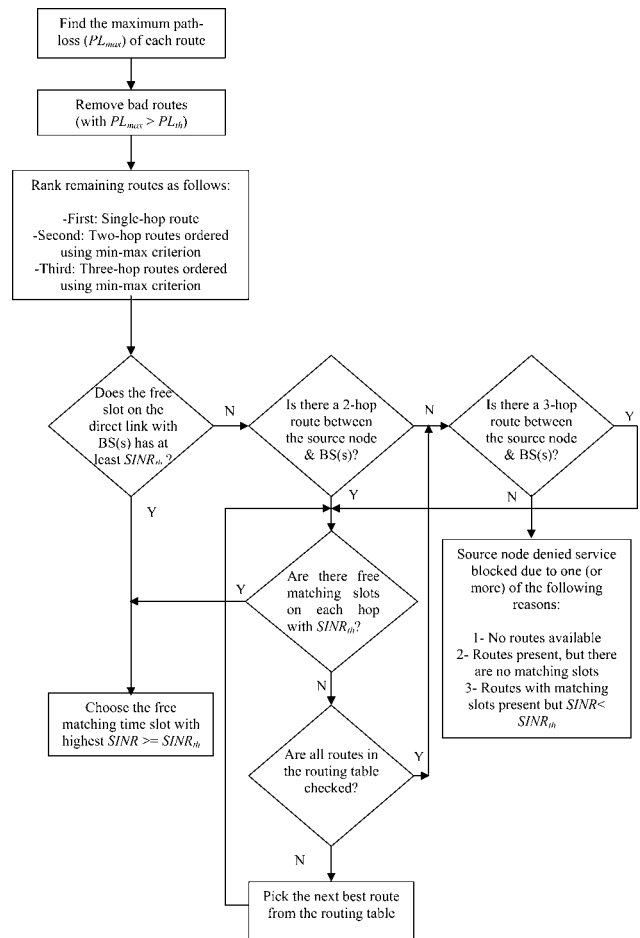 Find the maximum path-
loss (PLmax) of each route
Remove bad routes
(with PLmax > PLth)
Rank remaining routes as follows:
-First: Single-hop route
-Second: Two-hop routes ordered
using min-max criterion
-Third: Three-hop routes ordered
using min-max criterion
Does the free
slot on the
direct link with
BS(s) has at
least SINRth ?
N
Y
Is there a 2-hop
route between
the source node
& BS(s)?
N
Y
Is there a 3-hop
route between
the source node
& BS(s)?
Y
N
Are there free
matching slots
on each hop
with SINRth?
Y
N
Source node denied service
blocked due to one (or
more) of the following
reasons:
1- No routes available
2- Routes present, but there
are no matching slots
3- Routes with matching
slots present but SINR<
SINRth
Choose the free
matching time slot with
highest SINR >= SINRth
Are all routes in
the routing table
checked?
Y
N
Pick the next best route
from the routing table